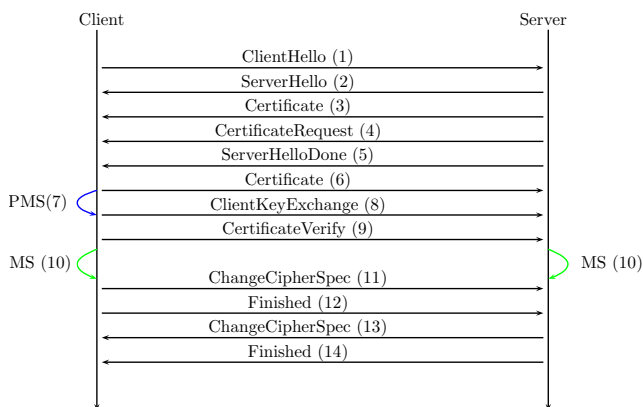 Client Server
ClientHello (1)
ServerHello (2)
Certificate (3)
CertificateRequest (4)
ServerHelloDone (5)
Certificate (6)
PMS(7)
ClientKeyExchange (8)
CertificateVerify (9)
MS (10) MS (10)
ChangeCipherSpec (11)
Finished (12)
ChangeCipherSpec (13)
Finished (14)